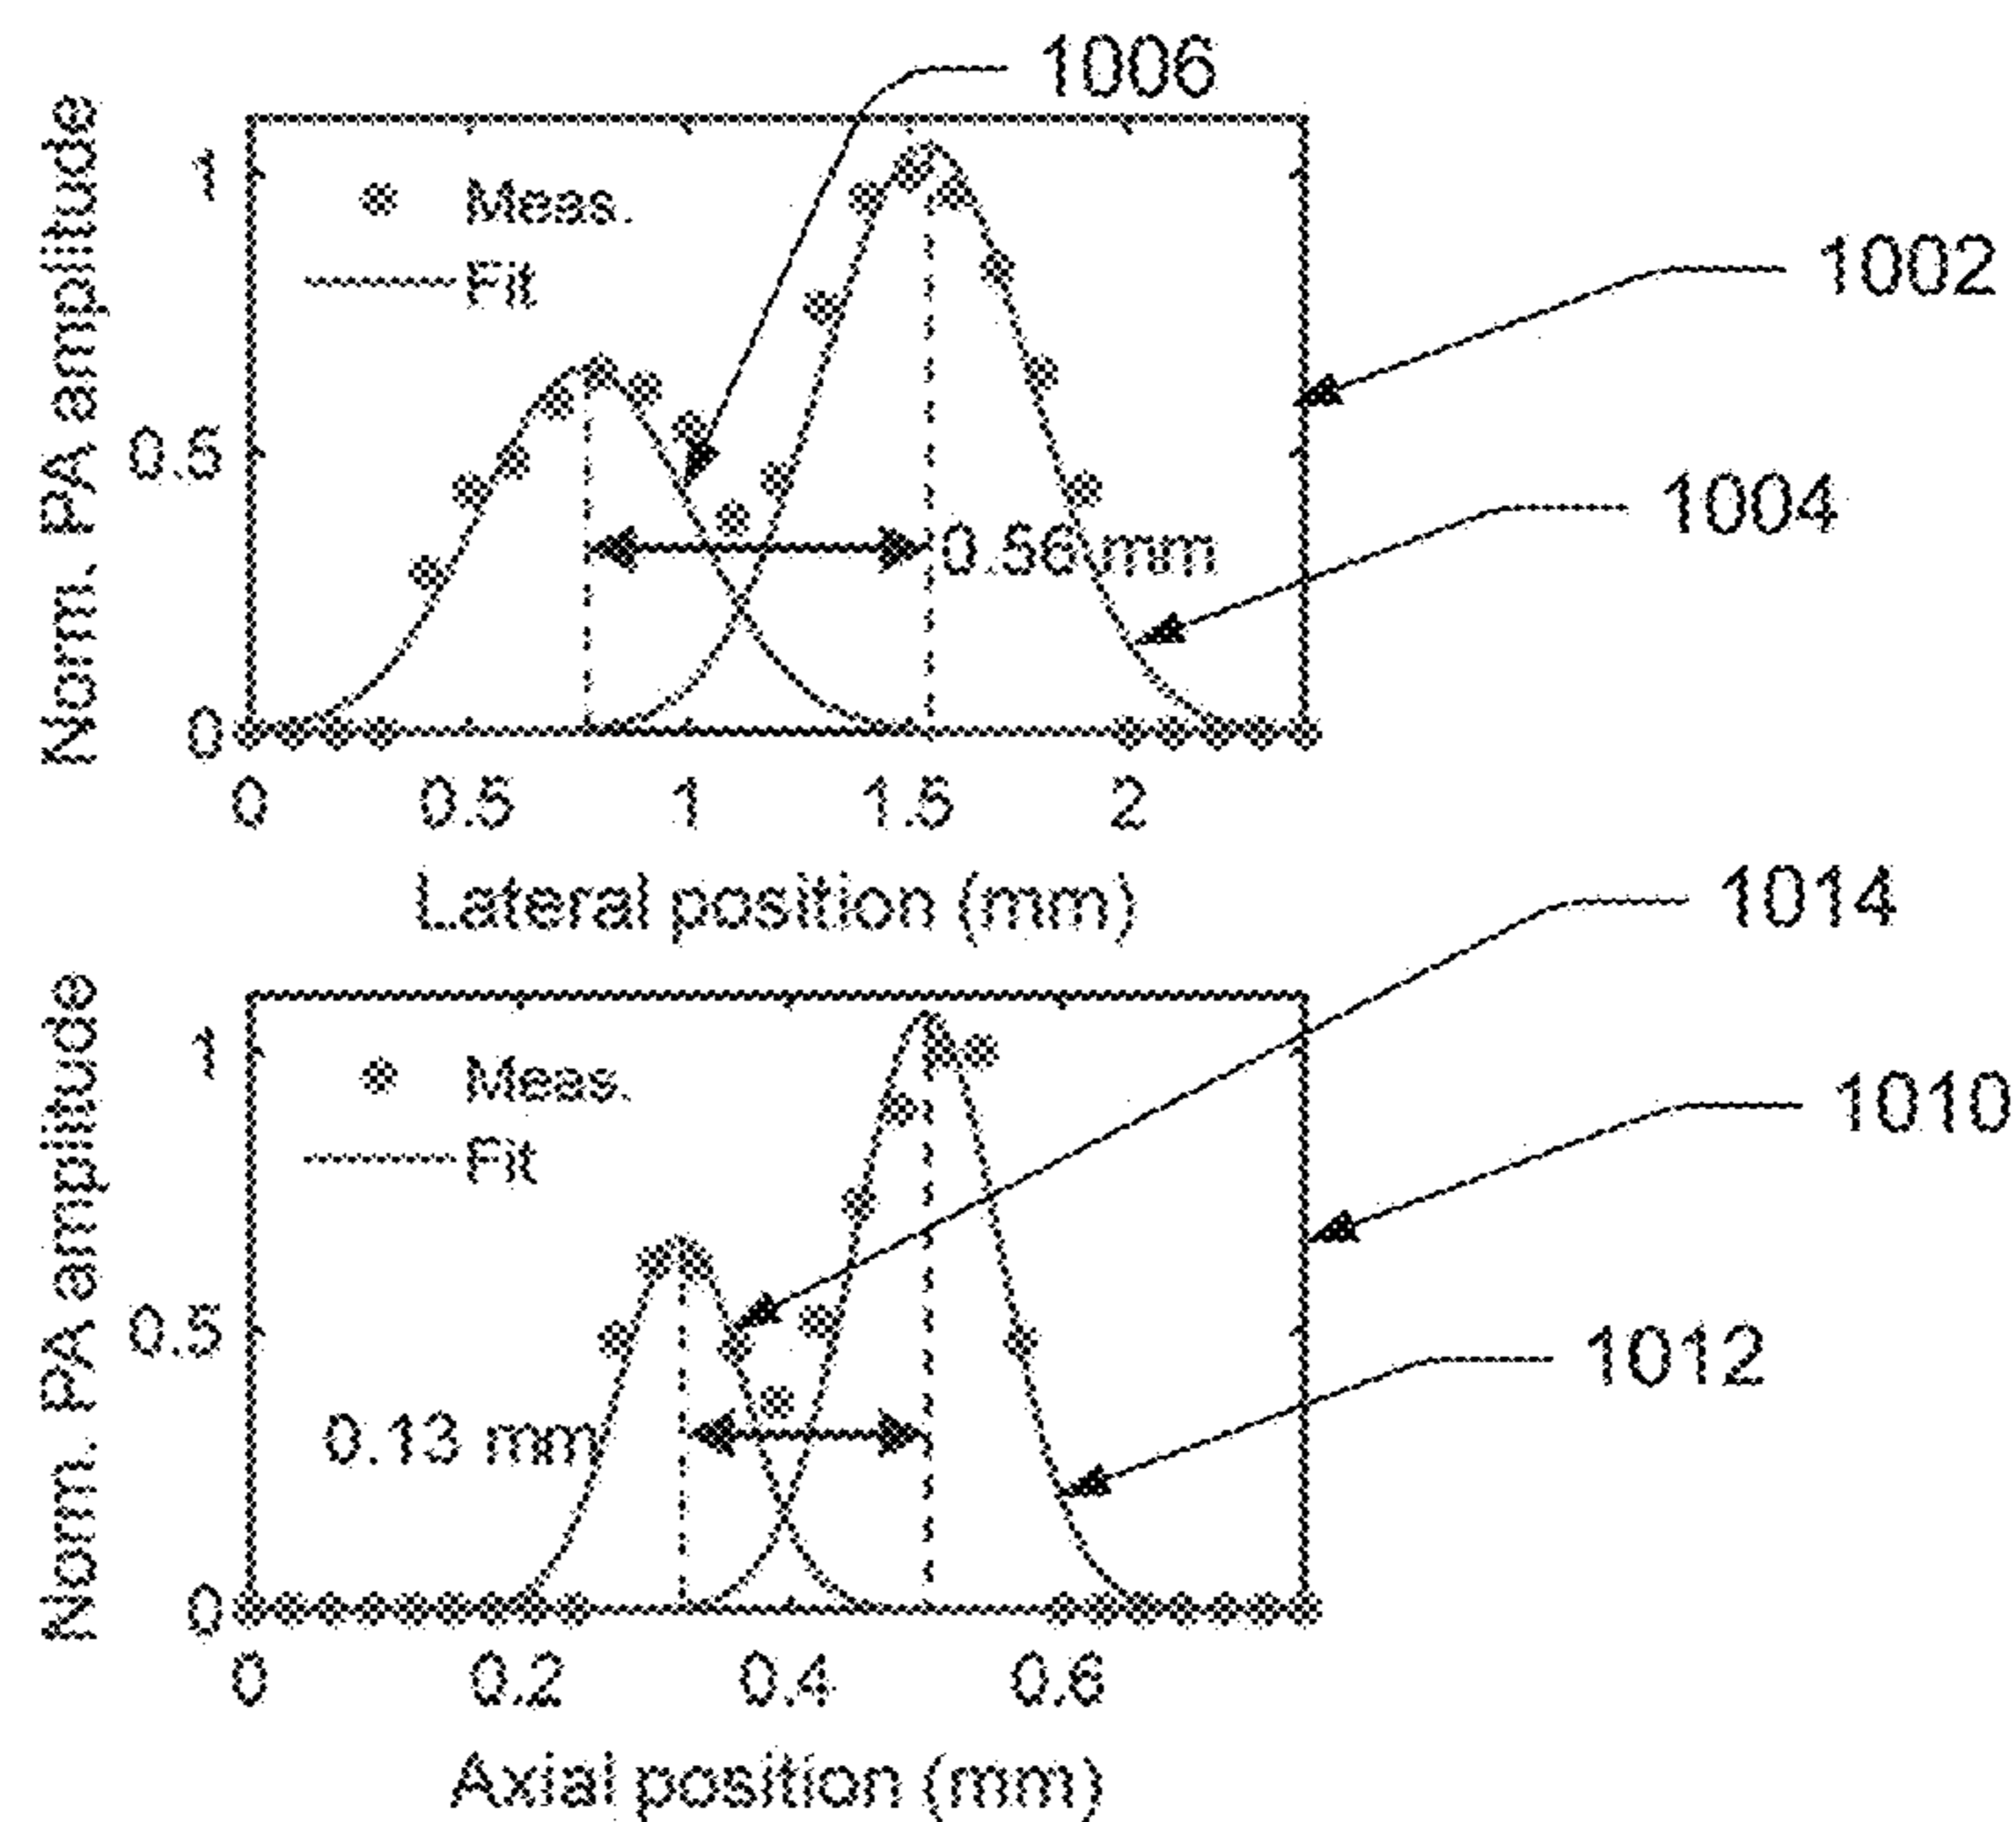 1006
Norm. PA amplitude
1
0.5
0
Meas.
Fit
0.56 mm
1002
1004
0 0.5 1 1.5 2
Lateral position (mm)
1014
Norm. PA amplitude
1
0.5
0
Meas.
Fit
0.13 mm
1010
1012
0 0.2 0.4 0.6
Axial position (mm)